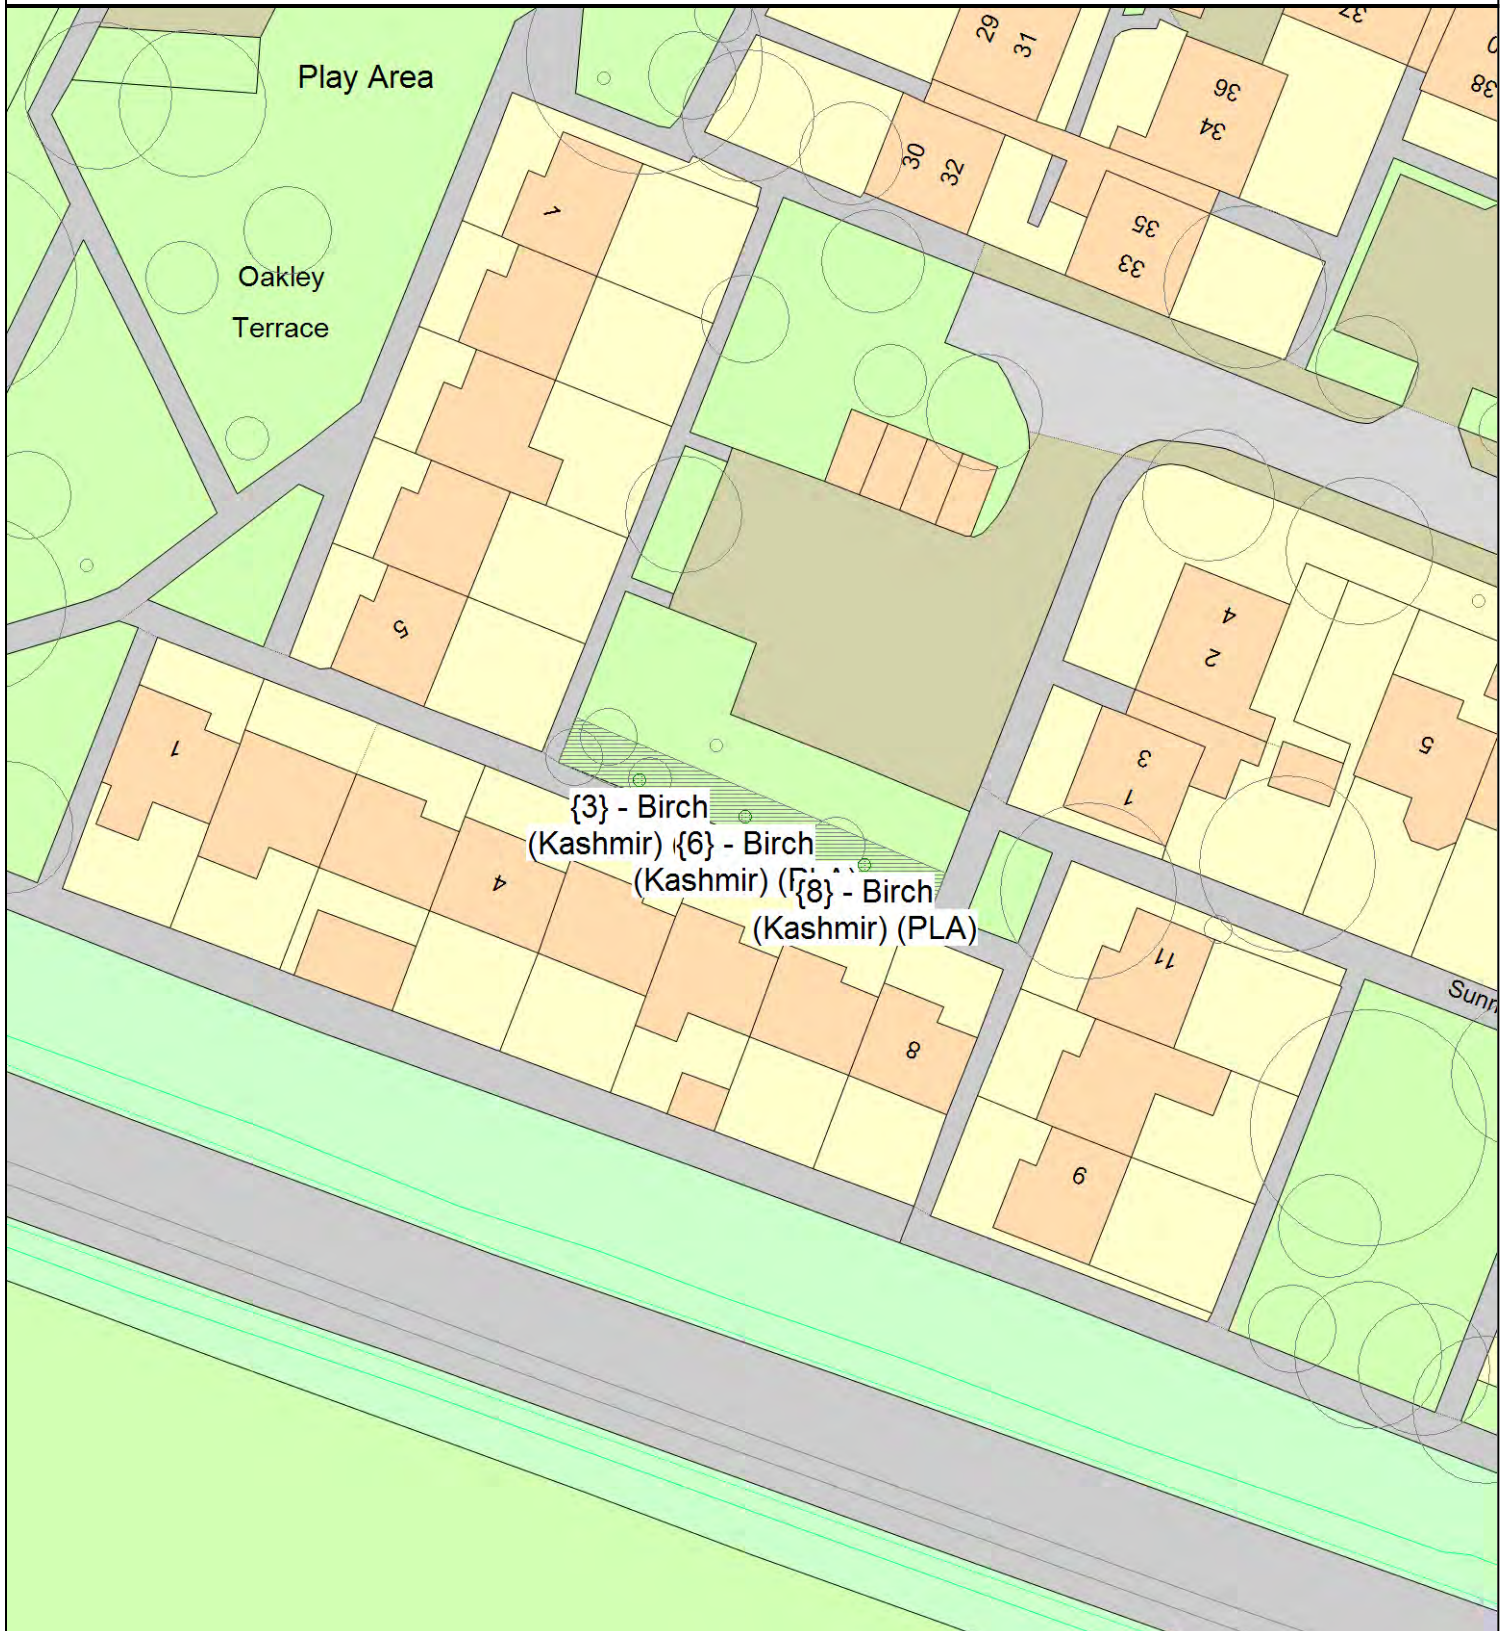 29
31
37
38
36
34
30
32
Play Area
1
35
33
Oakley
Terrace
5
4
2
1
3
1
5
{3} - Birch
(Kashmir)
{6} - Birch
(Kashmir)
{8} - Birch
(Kashmir) (PLA)
4
11
8
9